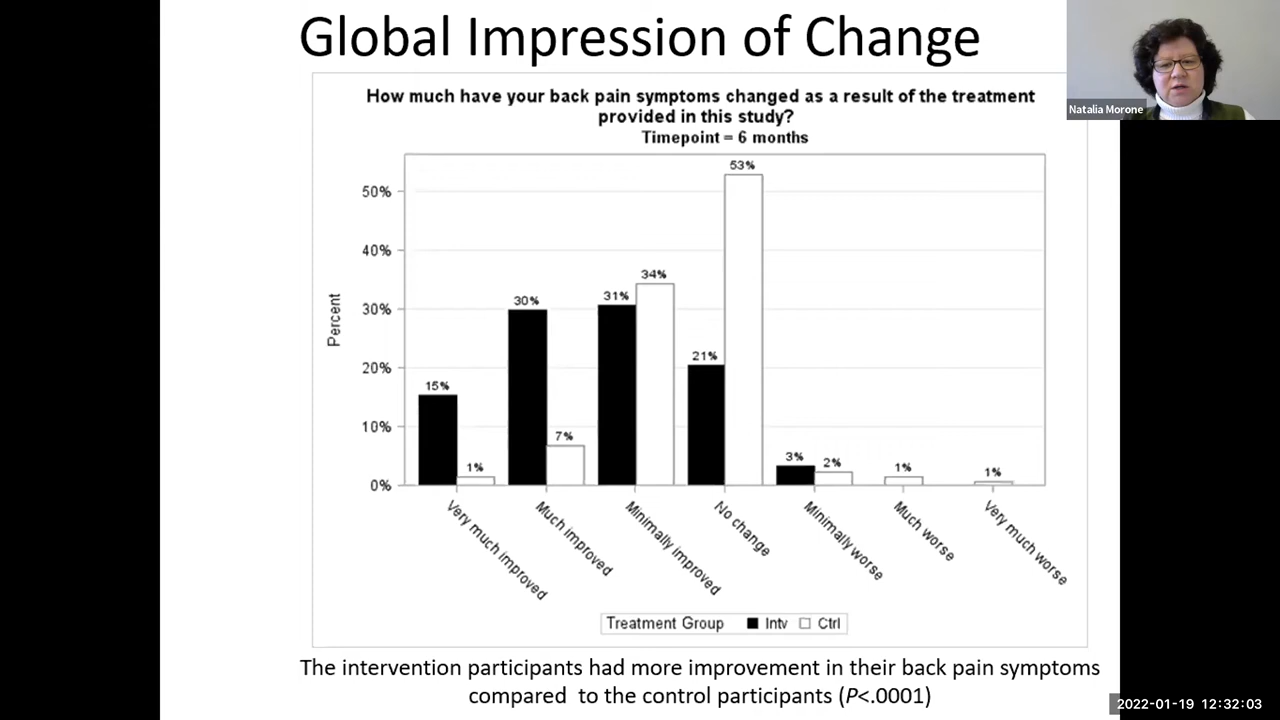 Global Impression of Change
Natalia Morone
How much have your back pain symptoms changed as a result of the treatment
provided in this study?
Timepoint = 6 months
Percent
50%
40%
30%
20%
10%
0%
15%
1%
30%
7%
31%
34%
21%
53%
3%
2%
1%
1%
Very much improved
Much improved
Minimally improved
No change
Minimally worse
Much worse
Very much worse
Treatment Group Intv Ctrl
The intervention participants had more improvement in their back pain symptoms
compared to the control participants (P<.0001)
2022-01-19 12:32:03